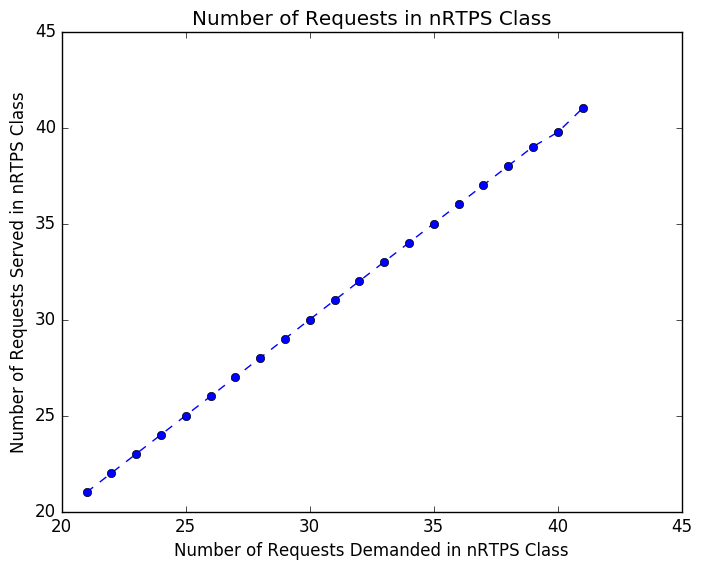 Number of Requests in nRTPS Class
45
40
35
30
25
20
Number of Requests Served in nRTPS Class
20 25 30 35 40 45
Number of Requests Demanded in nRTPS Class